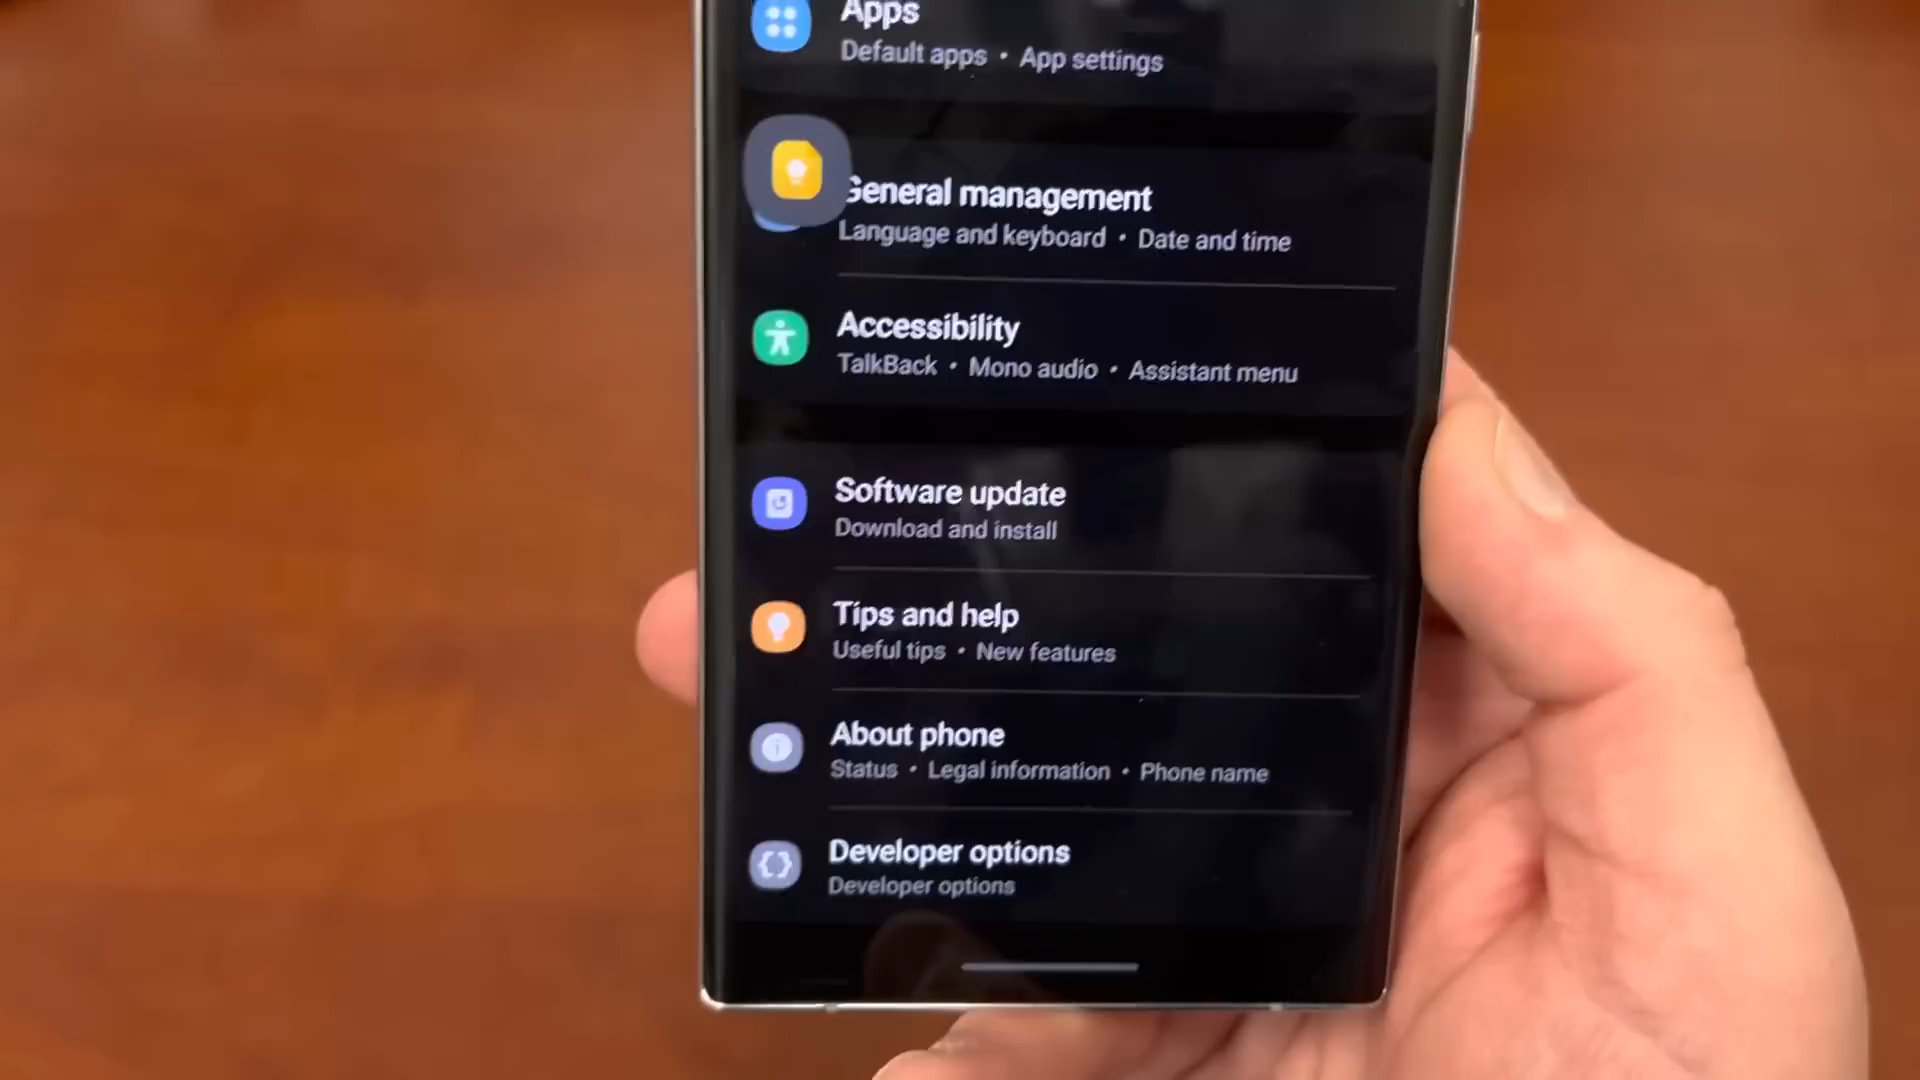 Apps
Default apps • App settings
General management
Language and keyboard • Date and time
Accessibility
TalkBack • Mono audio • Assistant menu
Software update
Download and install
Tips and help
Useful tips • New features
About phone
Status • Legal information • Phone name
Developer options
Developer options